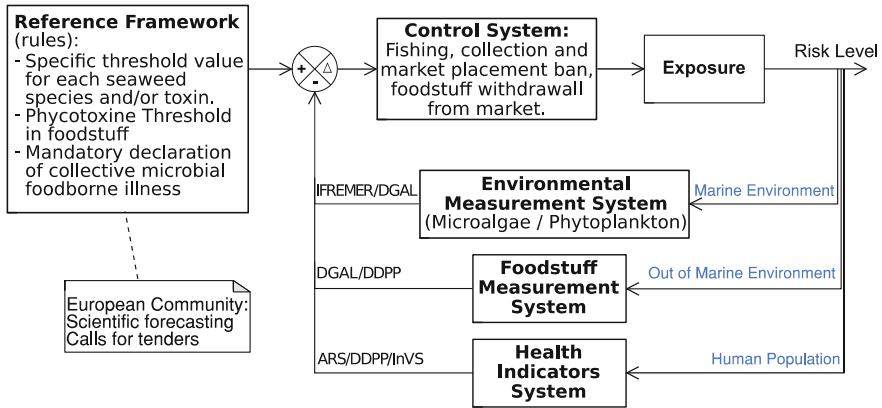 Reference Framework
(rules):
- Specific threshold value
for each seaweed
species and/or toxin.
- Phycotoxine Threshold
in foodstuff
- Mandatory declaration
of collective microbial
foodborne illness
European Community:
Scientific forecasting
Calls for tenders
+ Δ
-
Control System:
Fishing, collection and
market placement ban,
foodstuff withdrawall
from market.
Exposure
Risk Level
IFREMER/DGAL
Environmental
Measurement System
(Microalgae / Phytoplankton)
Marine Environment
DGAL/DDPP
Foodstuff
Measurement
System
Out of Marine Environment
ARS/DDPP/InVS
Health
Indicators
System
Human Population